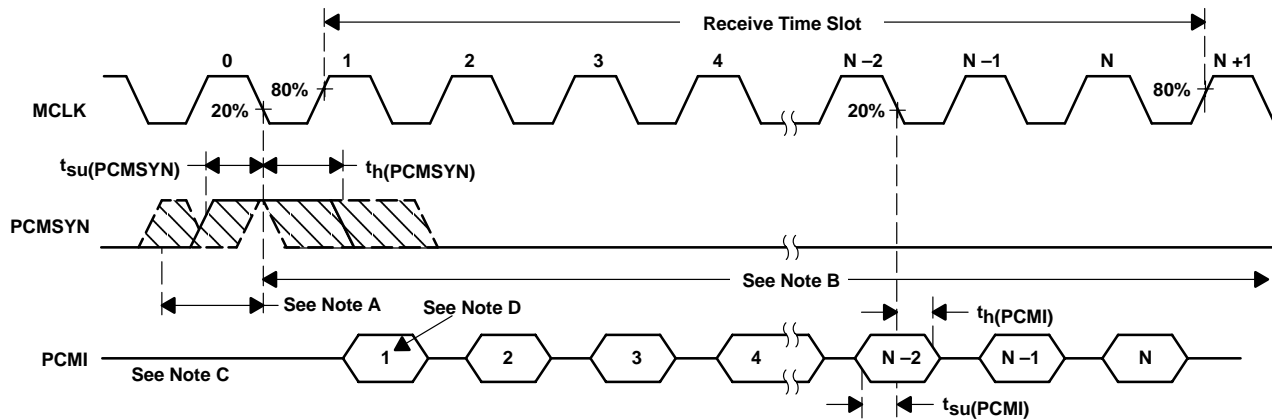 Receive Time Slot
0 1 2 3 4 N –2 N –1 N N +1
80% 80%
MCLK 20% 20%
tsu(PCMSYN) th(PCMSYN)
PCMSYN
See Note B
See Note A
See Note D th(PCMI)
PCMI 1 2 3 4 N –2 N –1 N
See Note C
tsu(PCMI)